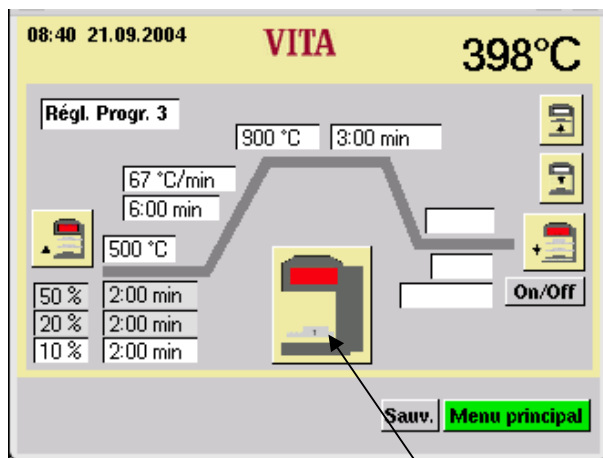 08:40 21.09.2004
VITA
398°C
Régl. Progr. 3
900 °C
3:00 min
67 °C/min
6:00 min
500 °C
50 % 2:00 min
20 % 2:00 min
10 % 2:00 min
1
On/Off
Sauv.
Menu principal